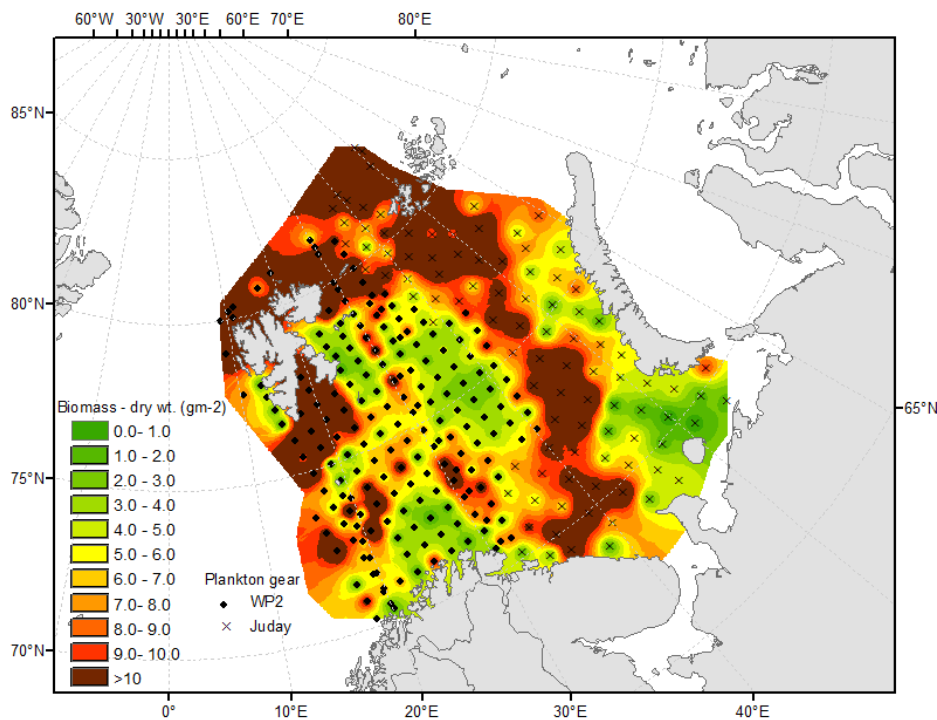 60°W 30°W 30°E 60°E 70°E 80°E
85°N
80°N
65°N
75°N
70°N
Biomass - dry wt. (gm-2)
0.0- 1.0
1.0 - 2.0
2.0 - 3.0
3.0 - 4.0
4.0 - 5.0
5.0 - 6.0
6.0 - 7.0
7.0 - 8.0
8.0- 9.0
9.0- 10.0
>10
Plankton gear
WP2
Juday
0° 10°E 20°E 30°E 40°E